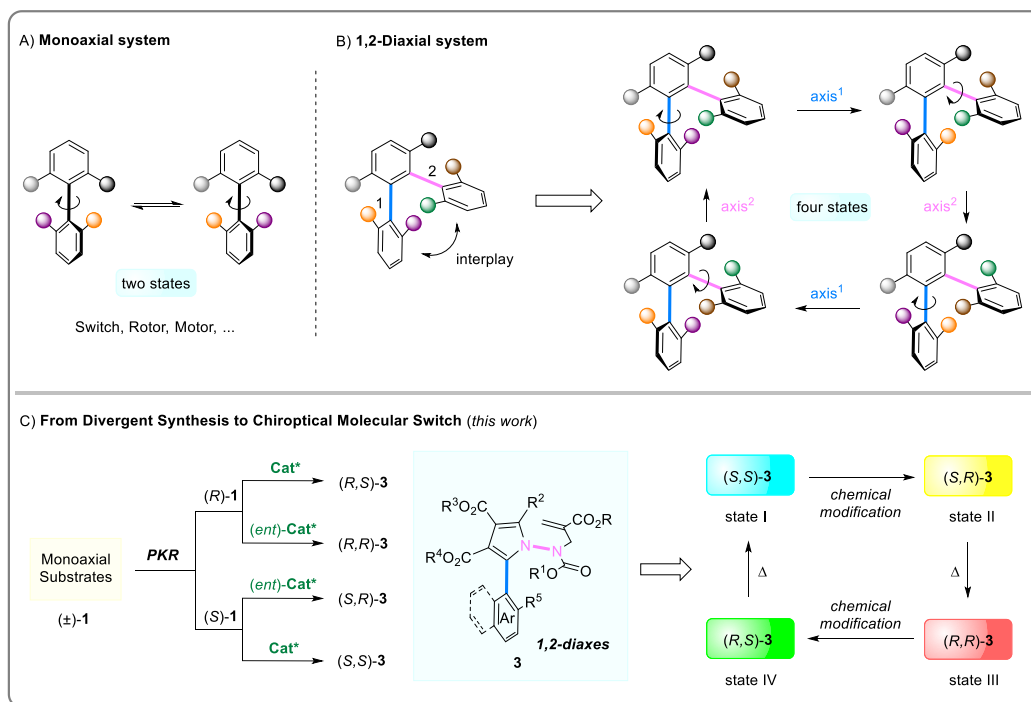 A) Monoaxial system
B) 1,2-Diaxial system
two states
Switch, Rotor, Motor, ...
1
2
interplay
axis¹
axis²
four states
axis²
axis¹
C) From Divergent Synthesis to Chiroptical Molecular Switch (this work)
Monoaxial
Substrates
(±)-1
PKR
(R)-1
(S)-1
Cat*
(R,S)-3
(ent)-Cat*
(R,R)-3
(ent)-Cat*
(S,R)-3
Cat*
(S,S)-3
R³O₂C
R²
CO₂R
R⁴O₂C
N
N
R¹O
O
R⁵
Ar
1,2-diaxes
3
(S,S)-3
state I
chemical
modification
(S,R)-3
state II
Δ
Δ
(R,S)-3
state IV
chemical
modification
(R,R)-3
state III